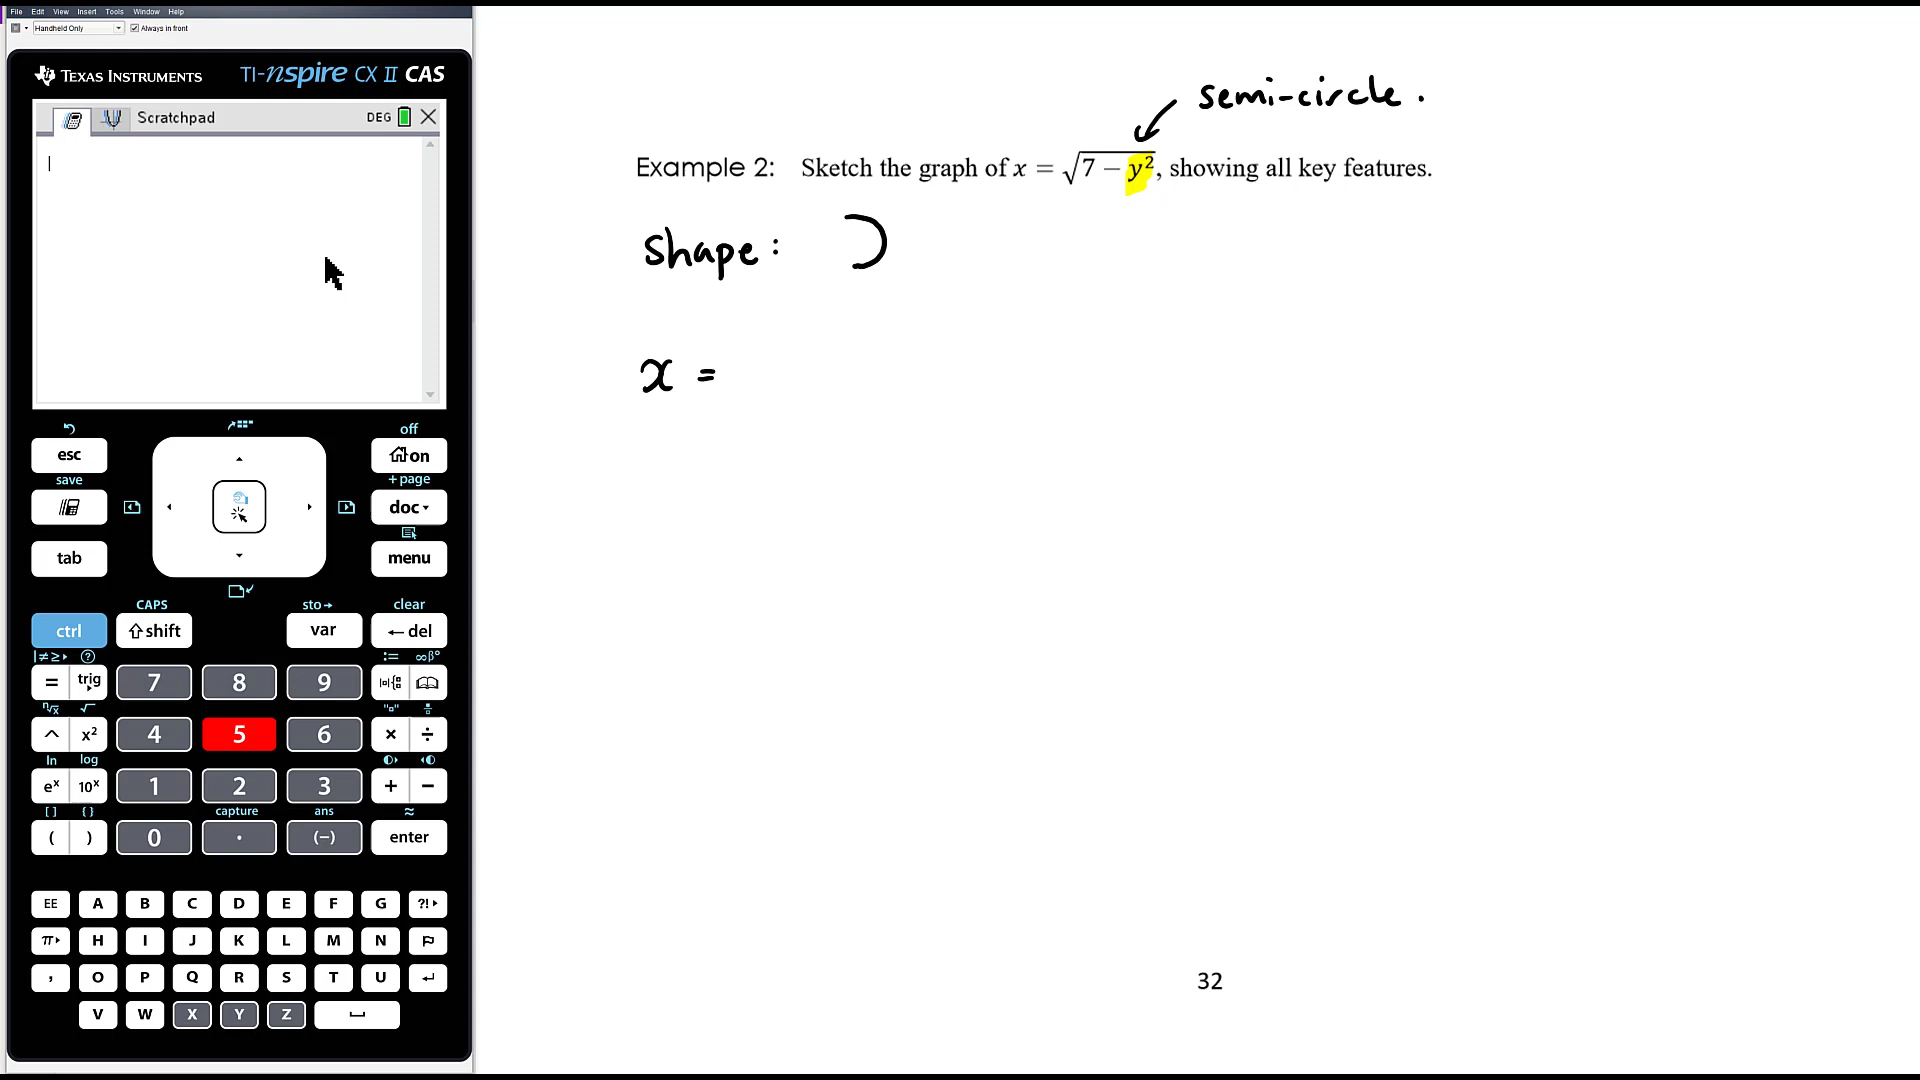 File Edit View Insert Tools Window Help
Handheld Only Always in front
TEXAS INSTRUMENTS TI-nspire CX II CAS
Scratchpad DEG
off
esc on
save + page
doc
tab menu
CAPS sto→ clear
ctrl ⇧shift var ←del
|≠≥▸ ? := ∞β°
= trig 7 8 9
ⁿ√x √
^ x² 4 5 6 × ÷
ln log
eˣ 10ˣ 1 2 3 + −
[ ] { } capture ans ≈
( ) 0 . (−) enter
EE A B C D E F G ?!▸
π▸ H I J K L M N
, O P Q R S T U ↵
V W X Y Z
semi-circle.
Example 2: Sketch the graph of x = √(7 − y²), showing all key features.
shape:
x =
32